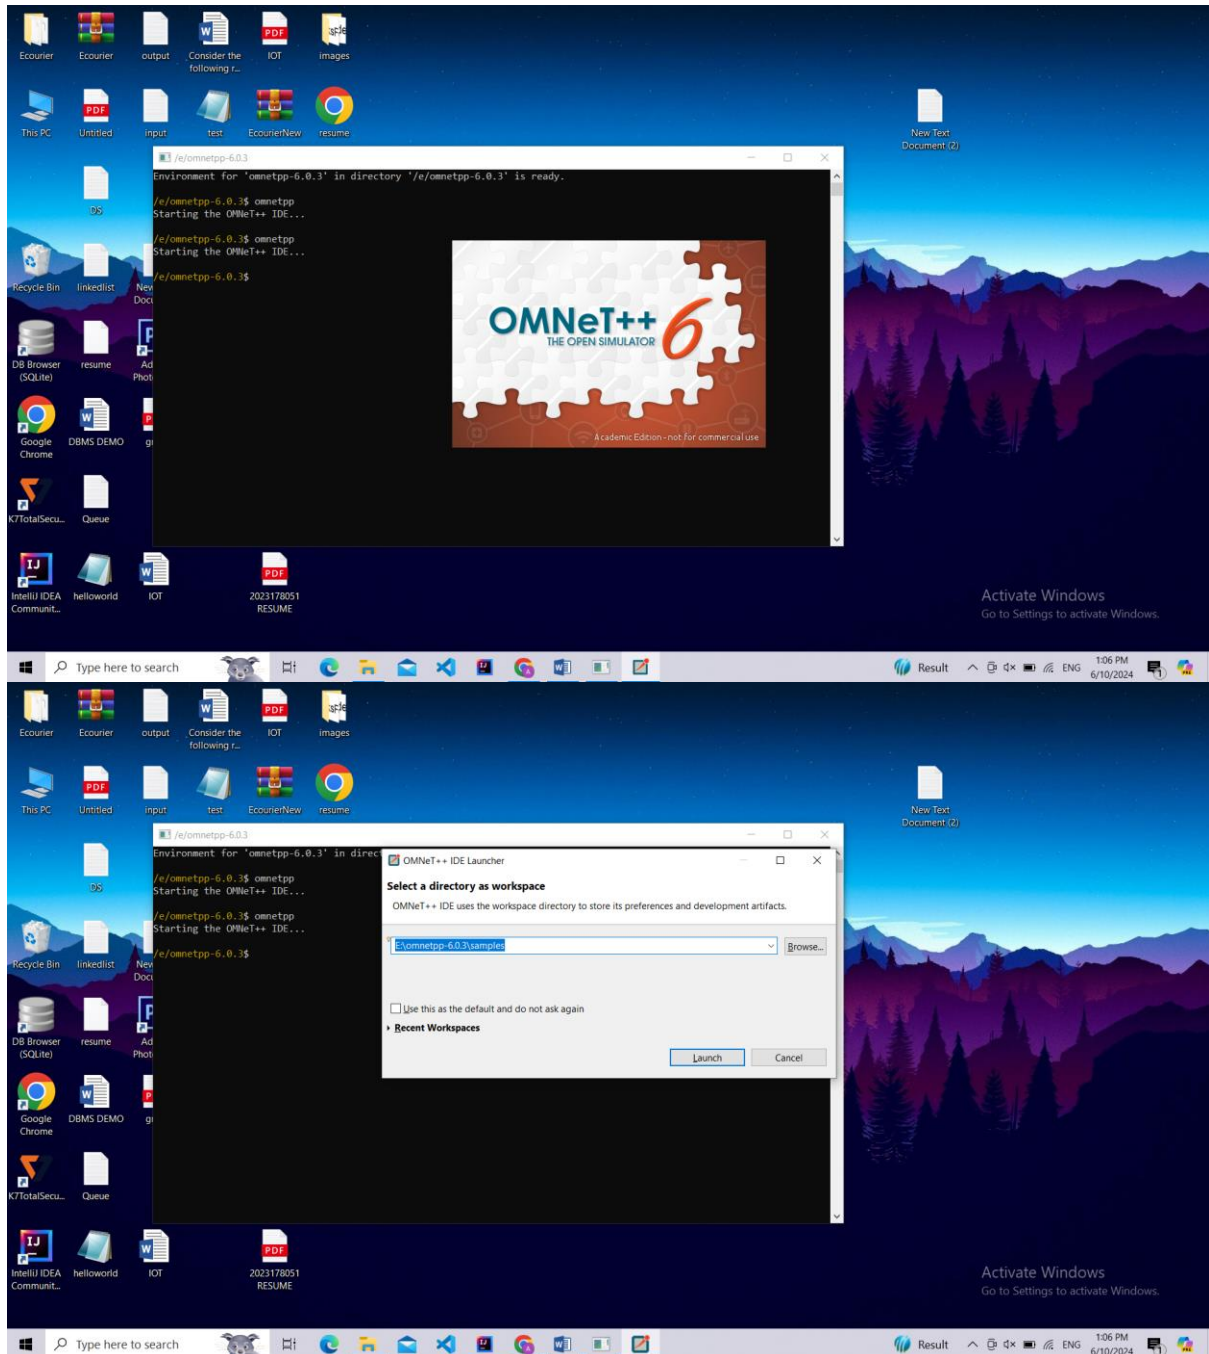 Ecourier
Ecourier
output
Consider the
following r...
IOT
images
This PC
Untitled
input
test
EcourierNew
resume
New Text
Document (2)
/e/omnetpp-6.0.3
Environment for 'omnetpp-6.0.3' in directory '/e/omnetpp-6.0.3' is ready.
/e/omnetpp-6.0.3$ omnetpp
Starting the OMNeT++ IDE...
/e/omnetpp-6.0.3$ omnetpp
Starting the OMNeT++ IDE...
/e/omnetpp-6.0.3$
OMNeT++ 6
THE OPEN SIMULATOR
Academic Edition - not for commercial use
DS
Recycle Bin
linkedlist
New
Docu
DB Browser
(SQLite)
resume
Ad
Phot
Google
Chrome
DBMS DEMO
K7TotalSecu...
Queue
IntelliJ IDEA
Communit...
helloworld
IOT
2023178051
RESUME
Activate Windows
Go to Settings to activate Windows.
Type here to search
Result
ENG
1:06 PM
6/10/2024
Ecourier
Ecourier
output
Consider the
following r...
IOT
images
This PC
Untitled
input
test
EcourierNew
resume
New Text
Document (2)
/e/omnetpp-6.0.3
Environment for 'omnetpp-6.0.3' in direc
/e/omnetpp-6.0.3$ omnetpp
Starting the OMNeT++ IDE...
/e/omnetpp-6.0.3$ omnetpp
Starting the OMNeT++ IDE...
/e/omnetpp-6.0.3$
OMNeT++ IDE Launcher
Select a directory as workspace
OMNeT++ IDE uses the workspace directory to store its preferences and development artifacts.
E:\omnetpp-6.0.3\samples
Browse...
Use this as the default and do not ask again
Recent Workspaces
Launch
Cancel
DS
Recycle Bin
linkedlist
New
Docu
DB Browser
(SQLite)
resume
Ad
Phot
Google
Chrome
DBMS DEMO
K7TotalSecu...
Queue
IntelliJ IDEA
Communit...
helloworld
IOT
2023178051
RESUME
Activate Windows
Go to Settings to activate Windows.
Type here to search
Result
ENG
1:06 PM
6/10/2024